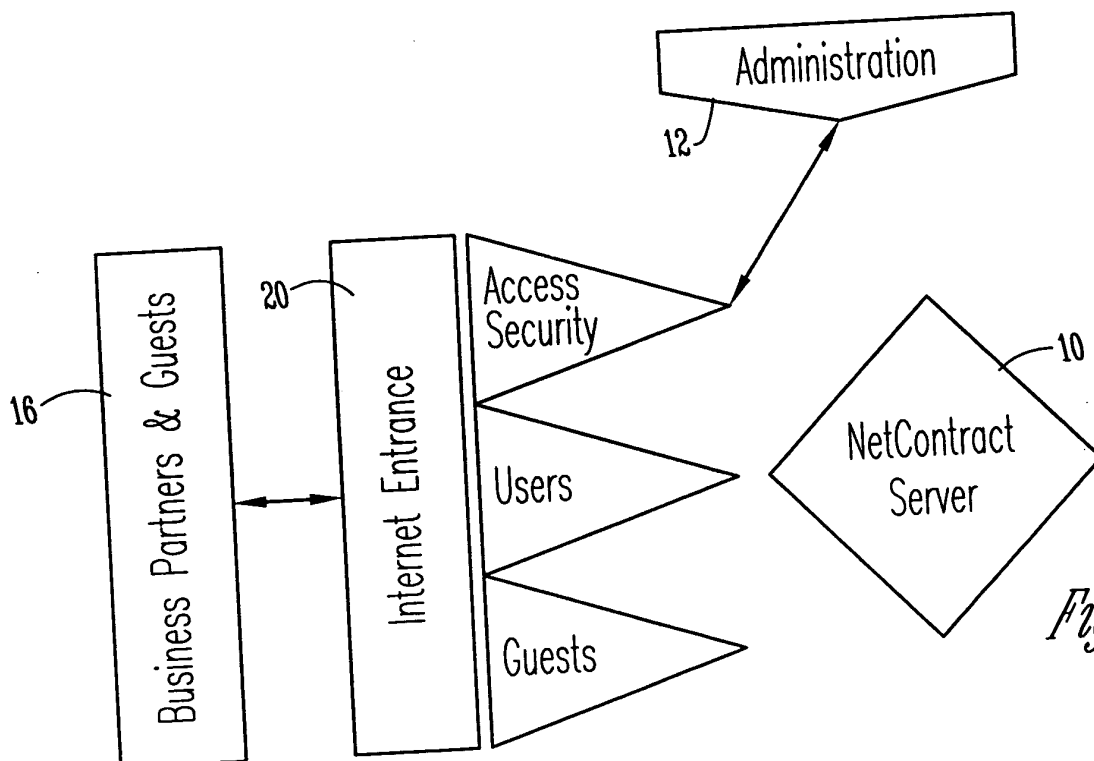 Administration
12
Access
Security
20
10
16
Business Partners & Guests
Internet Entrance
NetContract
Server
Users
Guests